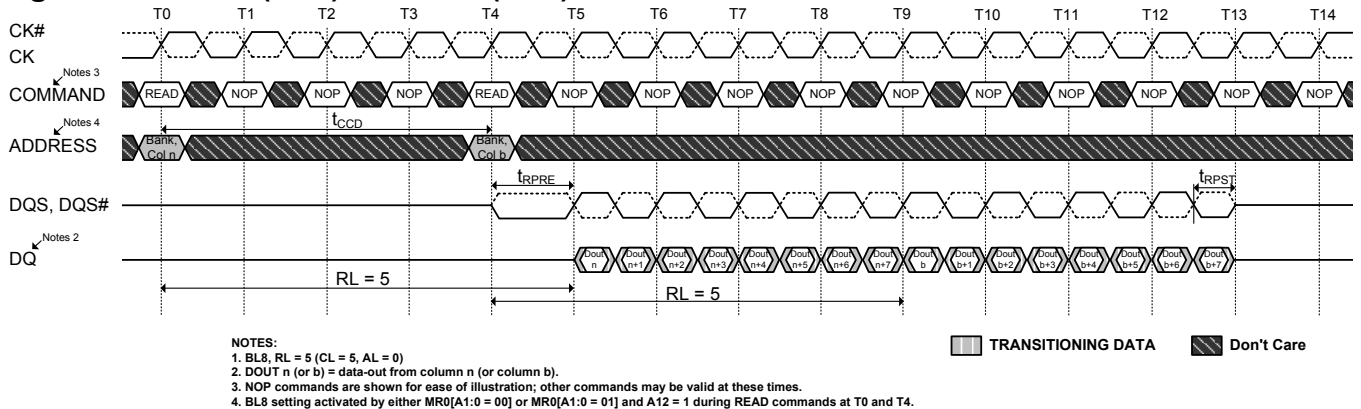 T0 T1 T2 T3 T4 T5 T6 T7 T8 T9 T10 T11 T12 T13 T14
CK#
CK
Notes 3
COMMAND READ NOP NOP NOP READ NOP NOP NOP NOP NOP NOP NOP NOP NOP NOP
Notes 4
tCCD
ADDRESS Bank, Col n Bank, Col b
tRPRE tRPST
DQS, DQS#
Notes 2
DQ Dout n Dout n+1 Dout n+2 Dout n+3 Dout n+4 Dout n+5 Dout n+6 Dout n+7 Dout b Dout b+1 Dout b+2 Dout b+3 Dout b+4 Dout b+5 Dout b+6 Dout b+7
RL = 5 RL = 5
NOTES:
1. BL8, RL = 5 (CL = 5, AL = 0)
2. DOUT n (or b) = data-out from column n (or column b).
3. NOP commands are shown for ease of illustration; other commands may be valid at these times.
4. BL8 setting activated by either MR0[A1:0 = 00] or MR0[A1:0 = 01] and A12 = 1 during READ commands at T0 and T4.
TRANSITIONING DATA Don't Care